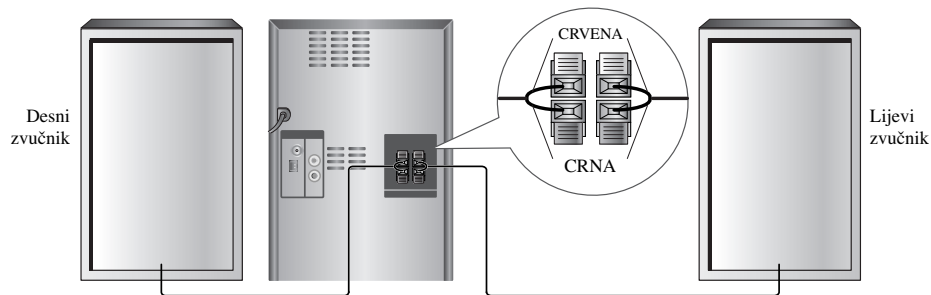 CRVENA
Desni
zvučnik
Lijevi
zvučnik
CRNA